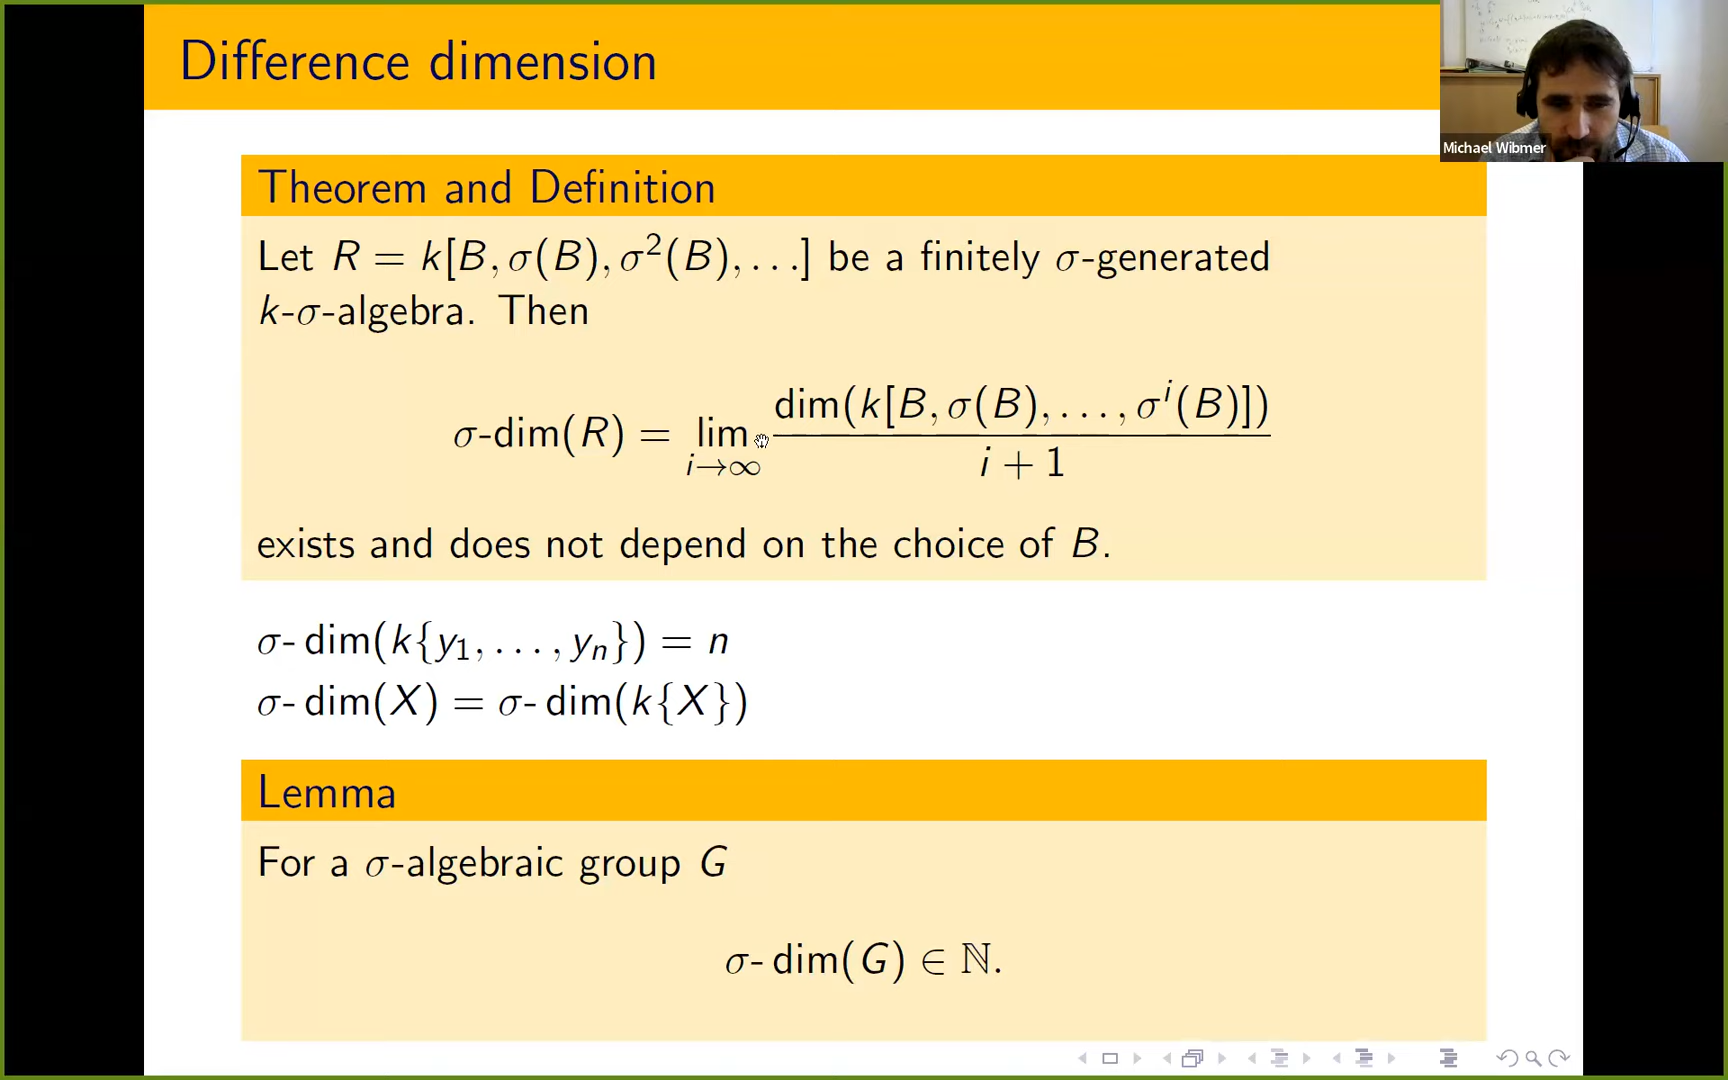 Difference dimension
Michael Wibmer
Theorem and Definition
Let R = k[B, σ(B), σ²(B), . . .] be a finitely σ-generated
k-σ-algebra. Then
σ-dim(R) = lim_{i→∞} dim(k[B, σ(B), . . . , σⁱ(B)]) / (i + 1)
exists and does not depend on the choice of B.
σ- dim(k{y₁, . . . , yₙ}) = n
σ- dim(X) = σ- dim(k{X})
Lemma
For a σ-algebraic group G
σ- dim(G) ∈ ℕ.